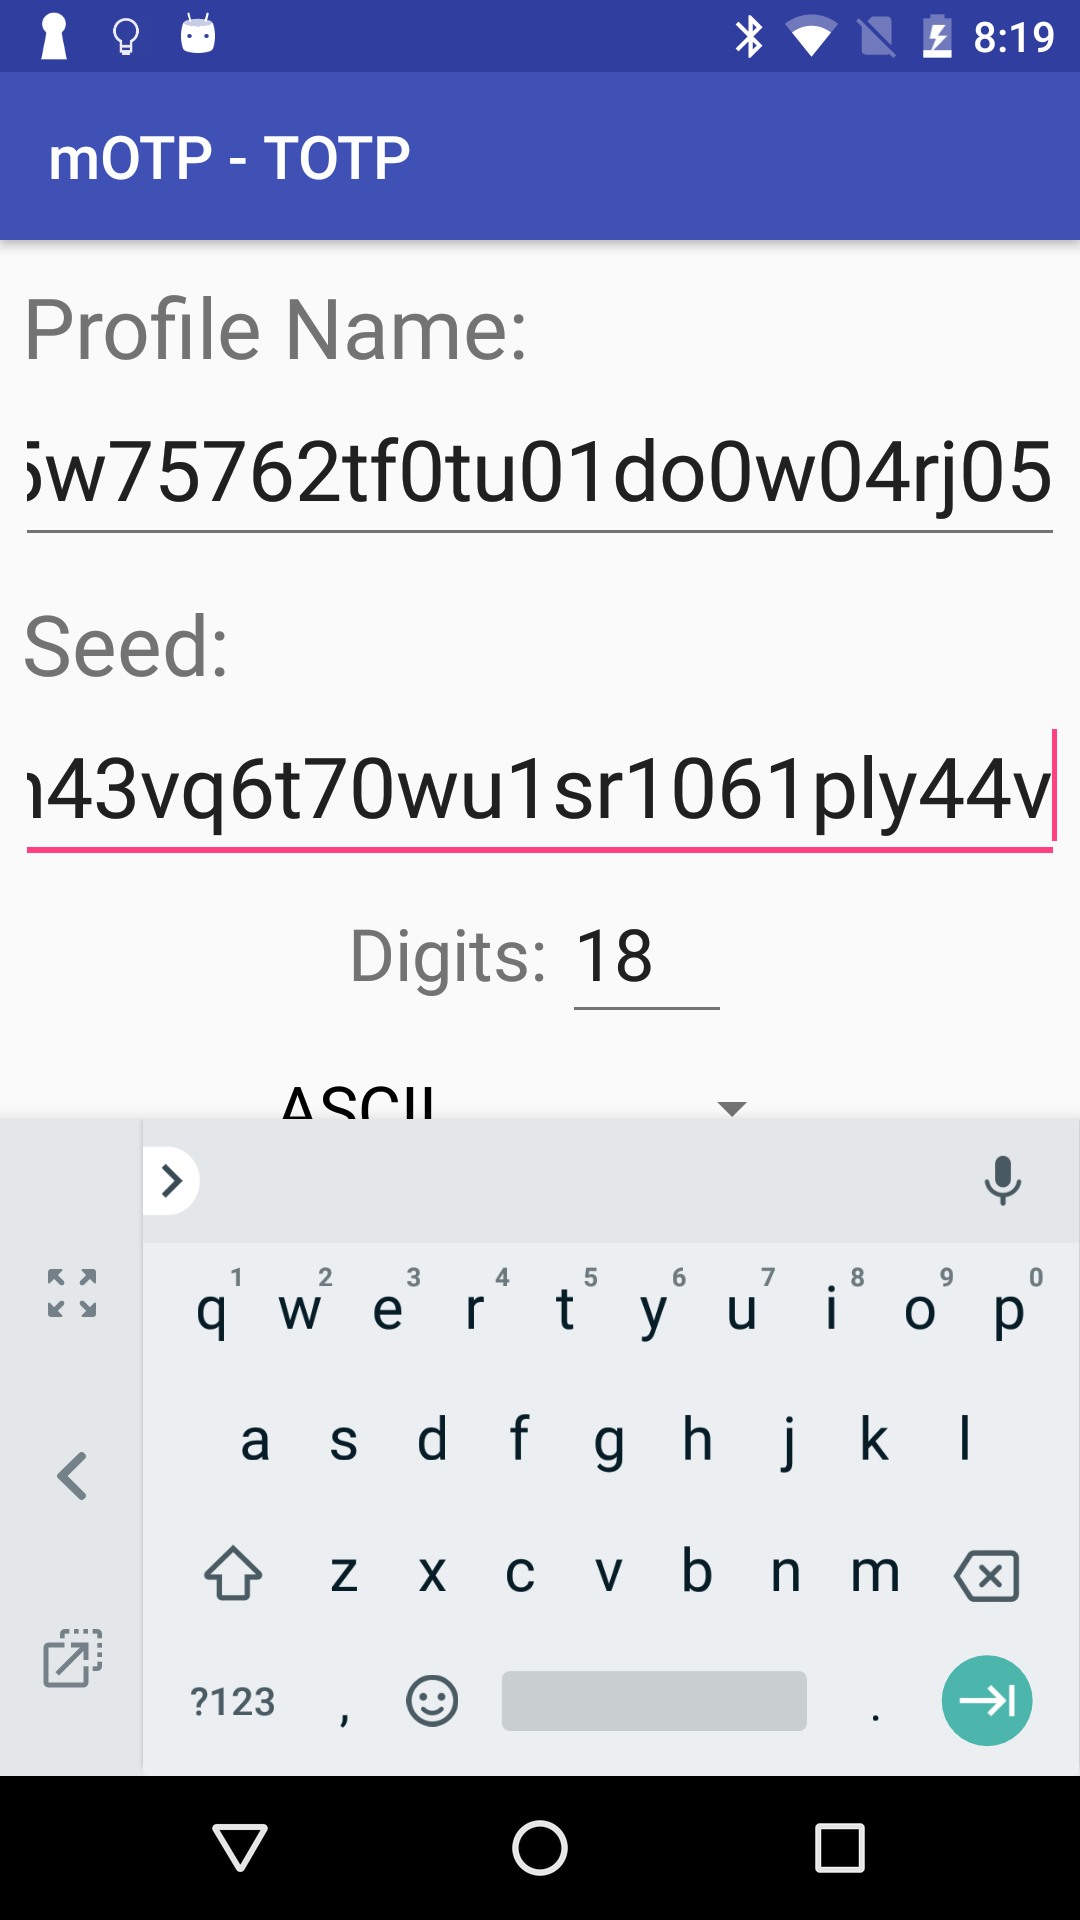 8:19
mOTP - TOTP
Profile Name:
5w75762tf0tu01do0w04rj05
Seed:
n43vq6t70wu1sr1061ply44v
Digits: 18
ASCII
1 2 3 4 5 6 7 8 9 0
q w e r t y u i o p
a s d f g h j k l
z x c v b n m
?123 , .